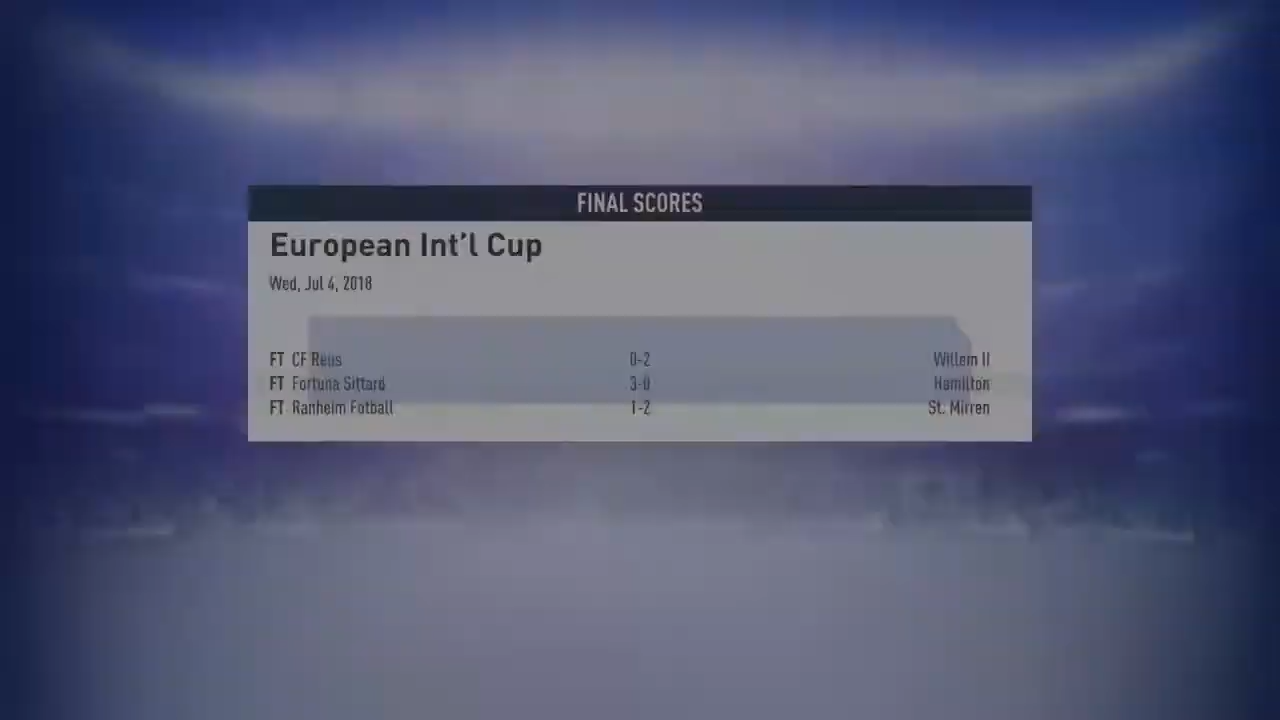 FINAL SCORES
European Int'l Cup
Wed, Jul 4, 2018
FT CF Reus 0-2 Willem II
FT Fortuna Sittard 3-0 Hamilton
FT Ranheim Fotball 1-2 St. Mirren